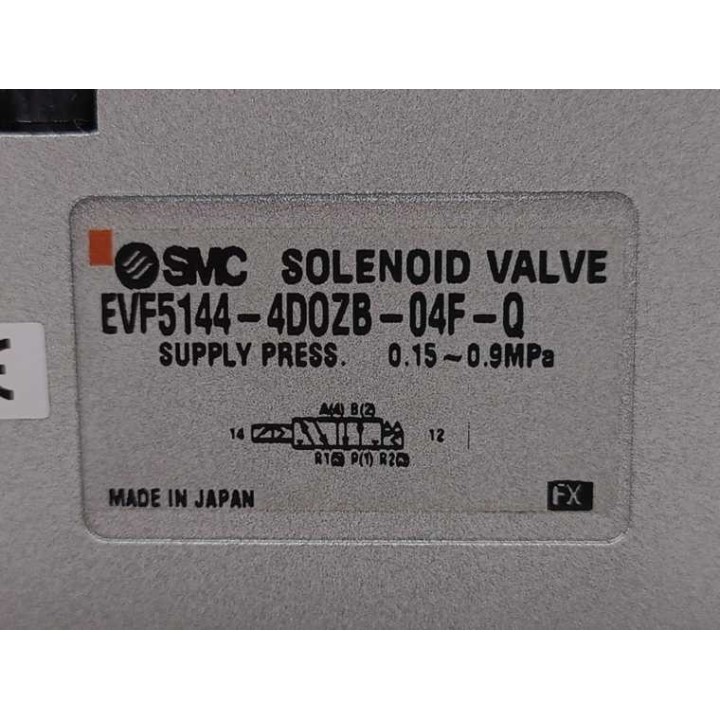 SMC SOLENOID VALVE
EVF5144-4D0ZB-04F-Q
SUPPLY PRESS. 0.15~0.9MPa
A(4) B(2)
14 12
R1(5) P(1) R2(3)
MADE IN JAPAN FX